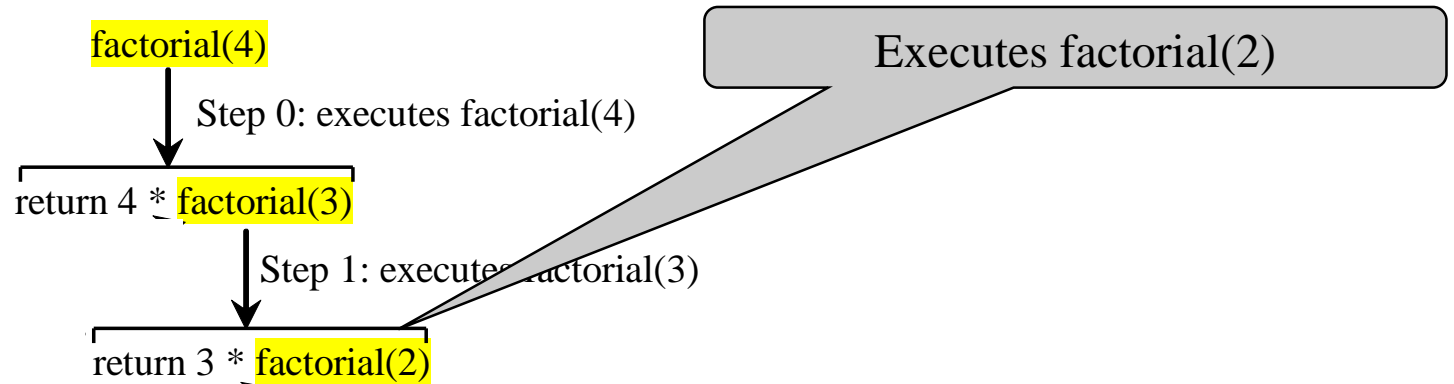 factorial(4)
Executes factorial(2)
Step 0: executes factorial(4)
return 4 * factorial(3)
Step 1: executes factorial(3)
return 3 * factorial(2)